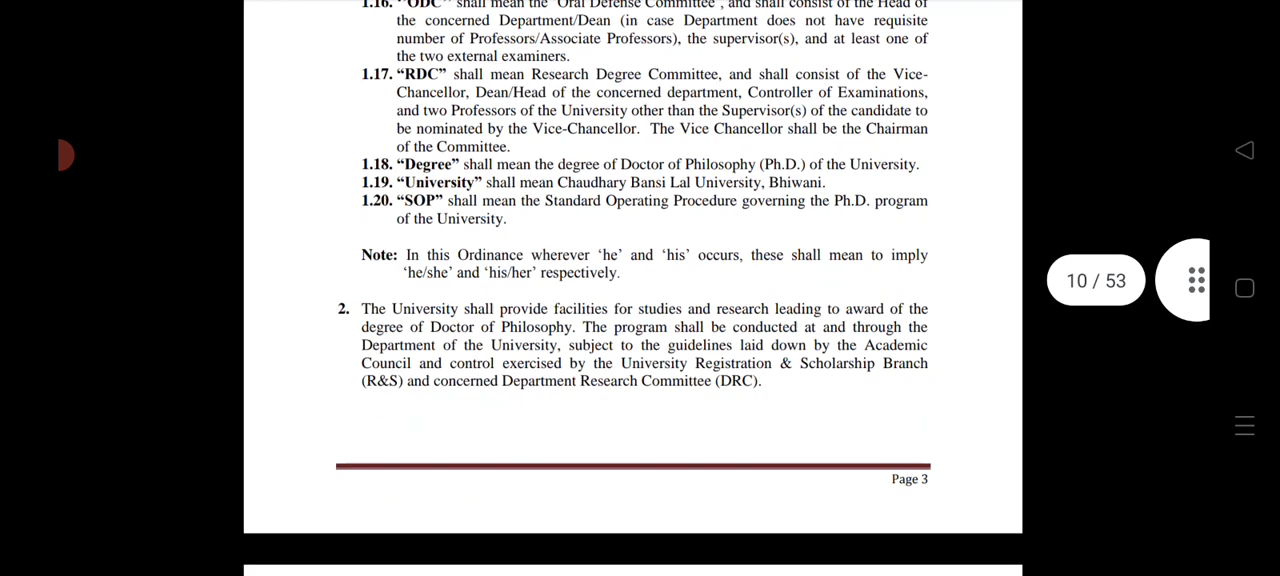 1.16. “ODC” shall mean the “Oral Defense Committee”, and shall consist of the Head of
the concerned Department/Dean (in case Department does not have requisite
number of Professors/Associate Professors), the supervisor(s), and at least one of
the two external examiners.
1.17. “RDC” shall mean Research Degree Committee, and shall consist of the Vice-
Chancellor, Dean/Head of the concerned department, Controller of Examinations,
and two Professors of the University other than the Supervisor(s) of the candidate to
be nominated by the Vice-Chancellor. The Vice Chancellor shall be the Chairman
of the Committee.
1.18. “Degree” shall mean the degree of Doctor of Philosophy (Ph.D.) of the University.
1.19. “University” shall mean Chaudhary Bansi Lal University, Bhiwani.
1.20. “SOP” shall mean the Standard Operating Procedure governing the Ph.D. program
of the University.
Note: In this Ordinance wherever ‘he’ and ‘his’ occurs, these shall mean to imply
‘he/she’ and ‘his/her’ respectively.
2. The University shall provide facilities for studies and research leading to award of the
degree of Doctor of Philosophy. The program shall be conducted at and through the
Department of the University, subject to the guidelines laid down by the Academic
Council and control exercised by the University Registration & Scholarship Branch
(R&S) and concerned Department Research Committee (DRC).
Page 3
10 / 53